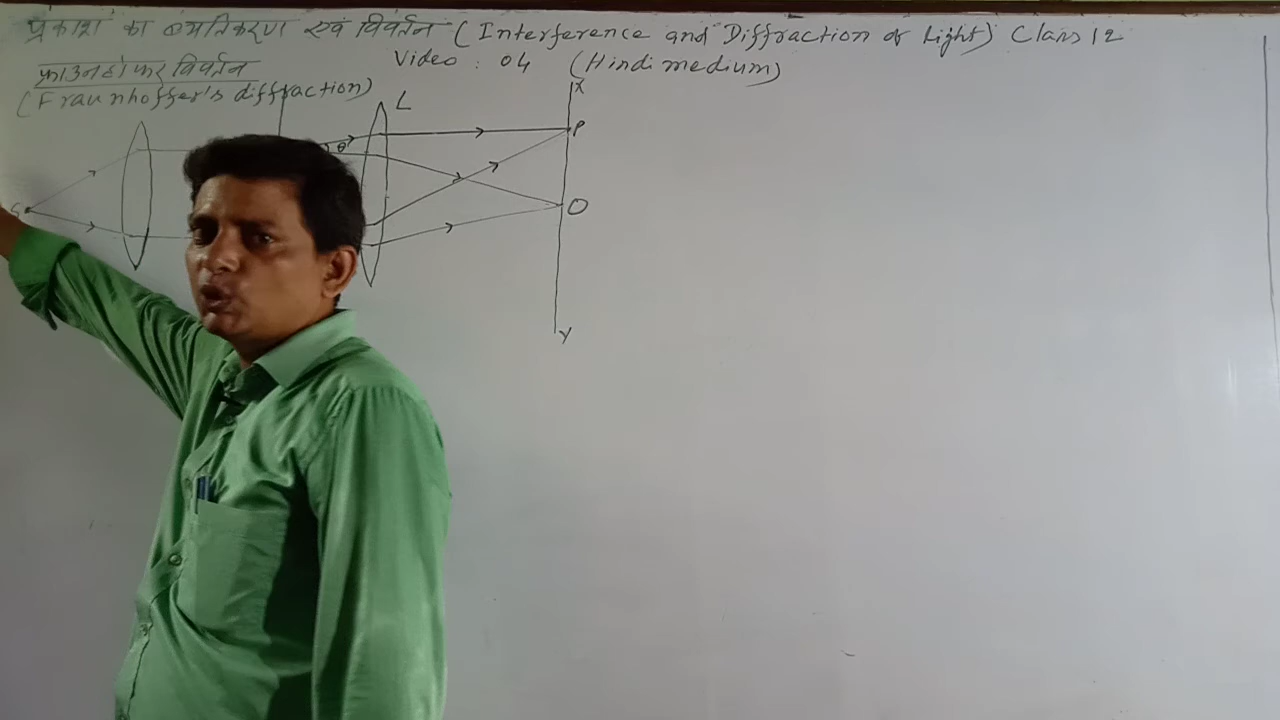 प्रकाश का व्यतिकरण एवं विवर्तन (Interference and Diffraction of Light) Class 12
Video : 04 (Hindi medium)
फ्राउनहोफर विवर्तन
(Fraunhoffer's diffraction)
L
X
P
θ
S
O
Y